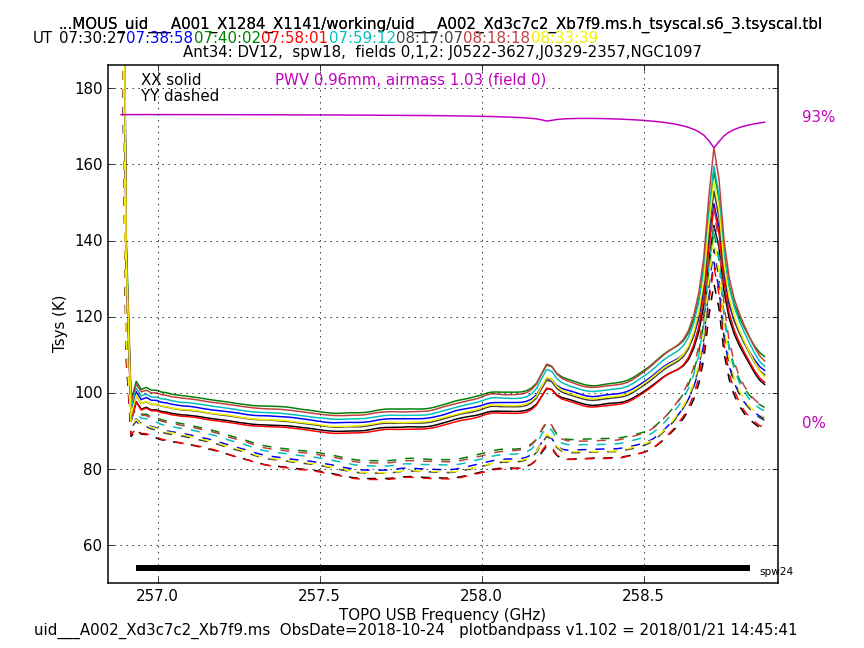 ...MOUS_uid___A001_X1284_X1141/working/uid___A002_Xd3c7c2_Xb7f9.ms.h_tsyscal.s6_3.tsyscal.tbl
UT 07:30:27 07:38:58 07:40:02 07:58:01 07:59:12 08:17:07 08:18:18 08:33:39
Ant34: DV12, spw18, fields 0,1,2: J0522-3627,J0329-2357,NGC1097
XX solid
PWV 0.96mm, airmass 1.03 (field 0)
YY dashed
180
93%
160
140
120
Tsys (K)
100
0%
80
60
spw24
257.0 257.5 258.0 258.5
TOPO USB Frequency (GHz)
uid___A002_Xd3c7c2_Xb7f9.ms ObsDate=2018-10-24 plotbandpass v1.102 = 2018/01/21 14:45:41